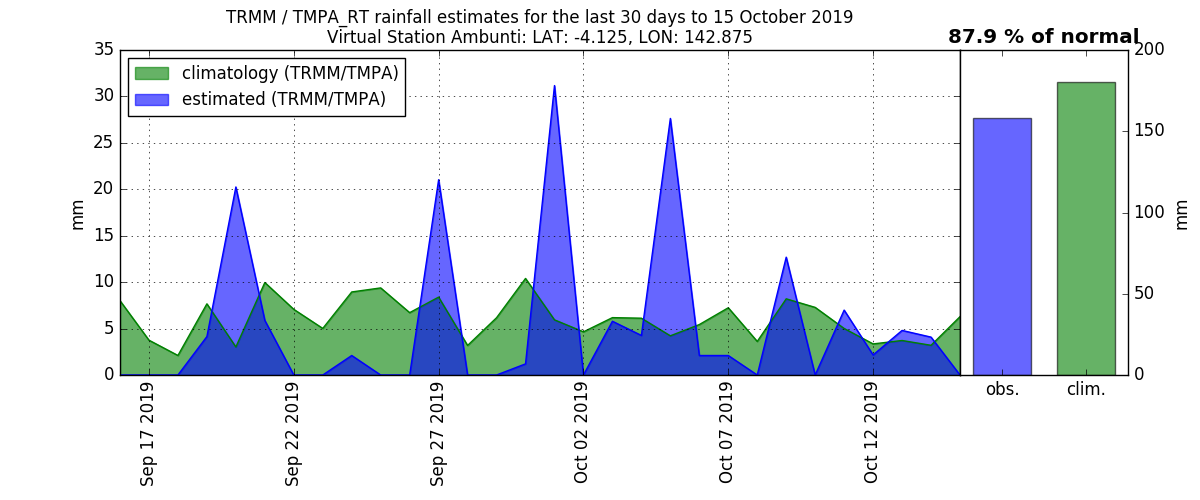 TRMM / TMPA_RT rainfall estimates for the last 30 days to 15 October 2019
Virtual Station Ambunti: LAT: -4.125, LON: 142.875
87.9 % of normal
climatology (TRMM/TMPA)
estimated (TRMM/TMPA)
35
30
25
20
15
10
5
0
mm
Sep 17 2019
Sep 22 2019
Sep 27 2019
Oct 02 2019
Oct 07 2019
Oct 12 2019
200
150
100
50
0
mm
obs.
clim.